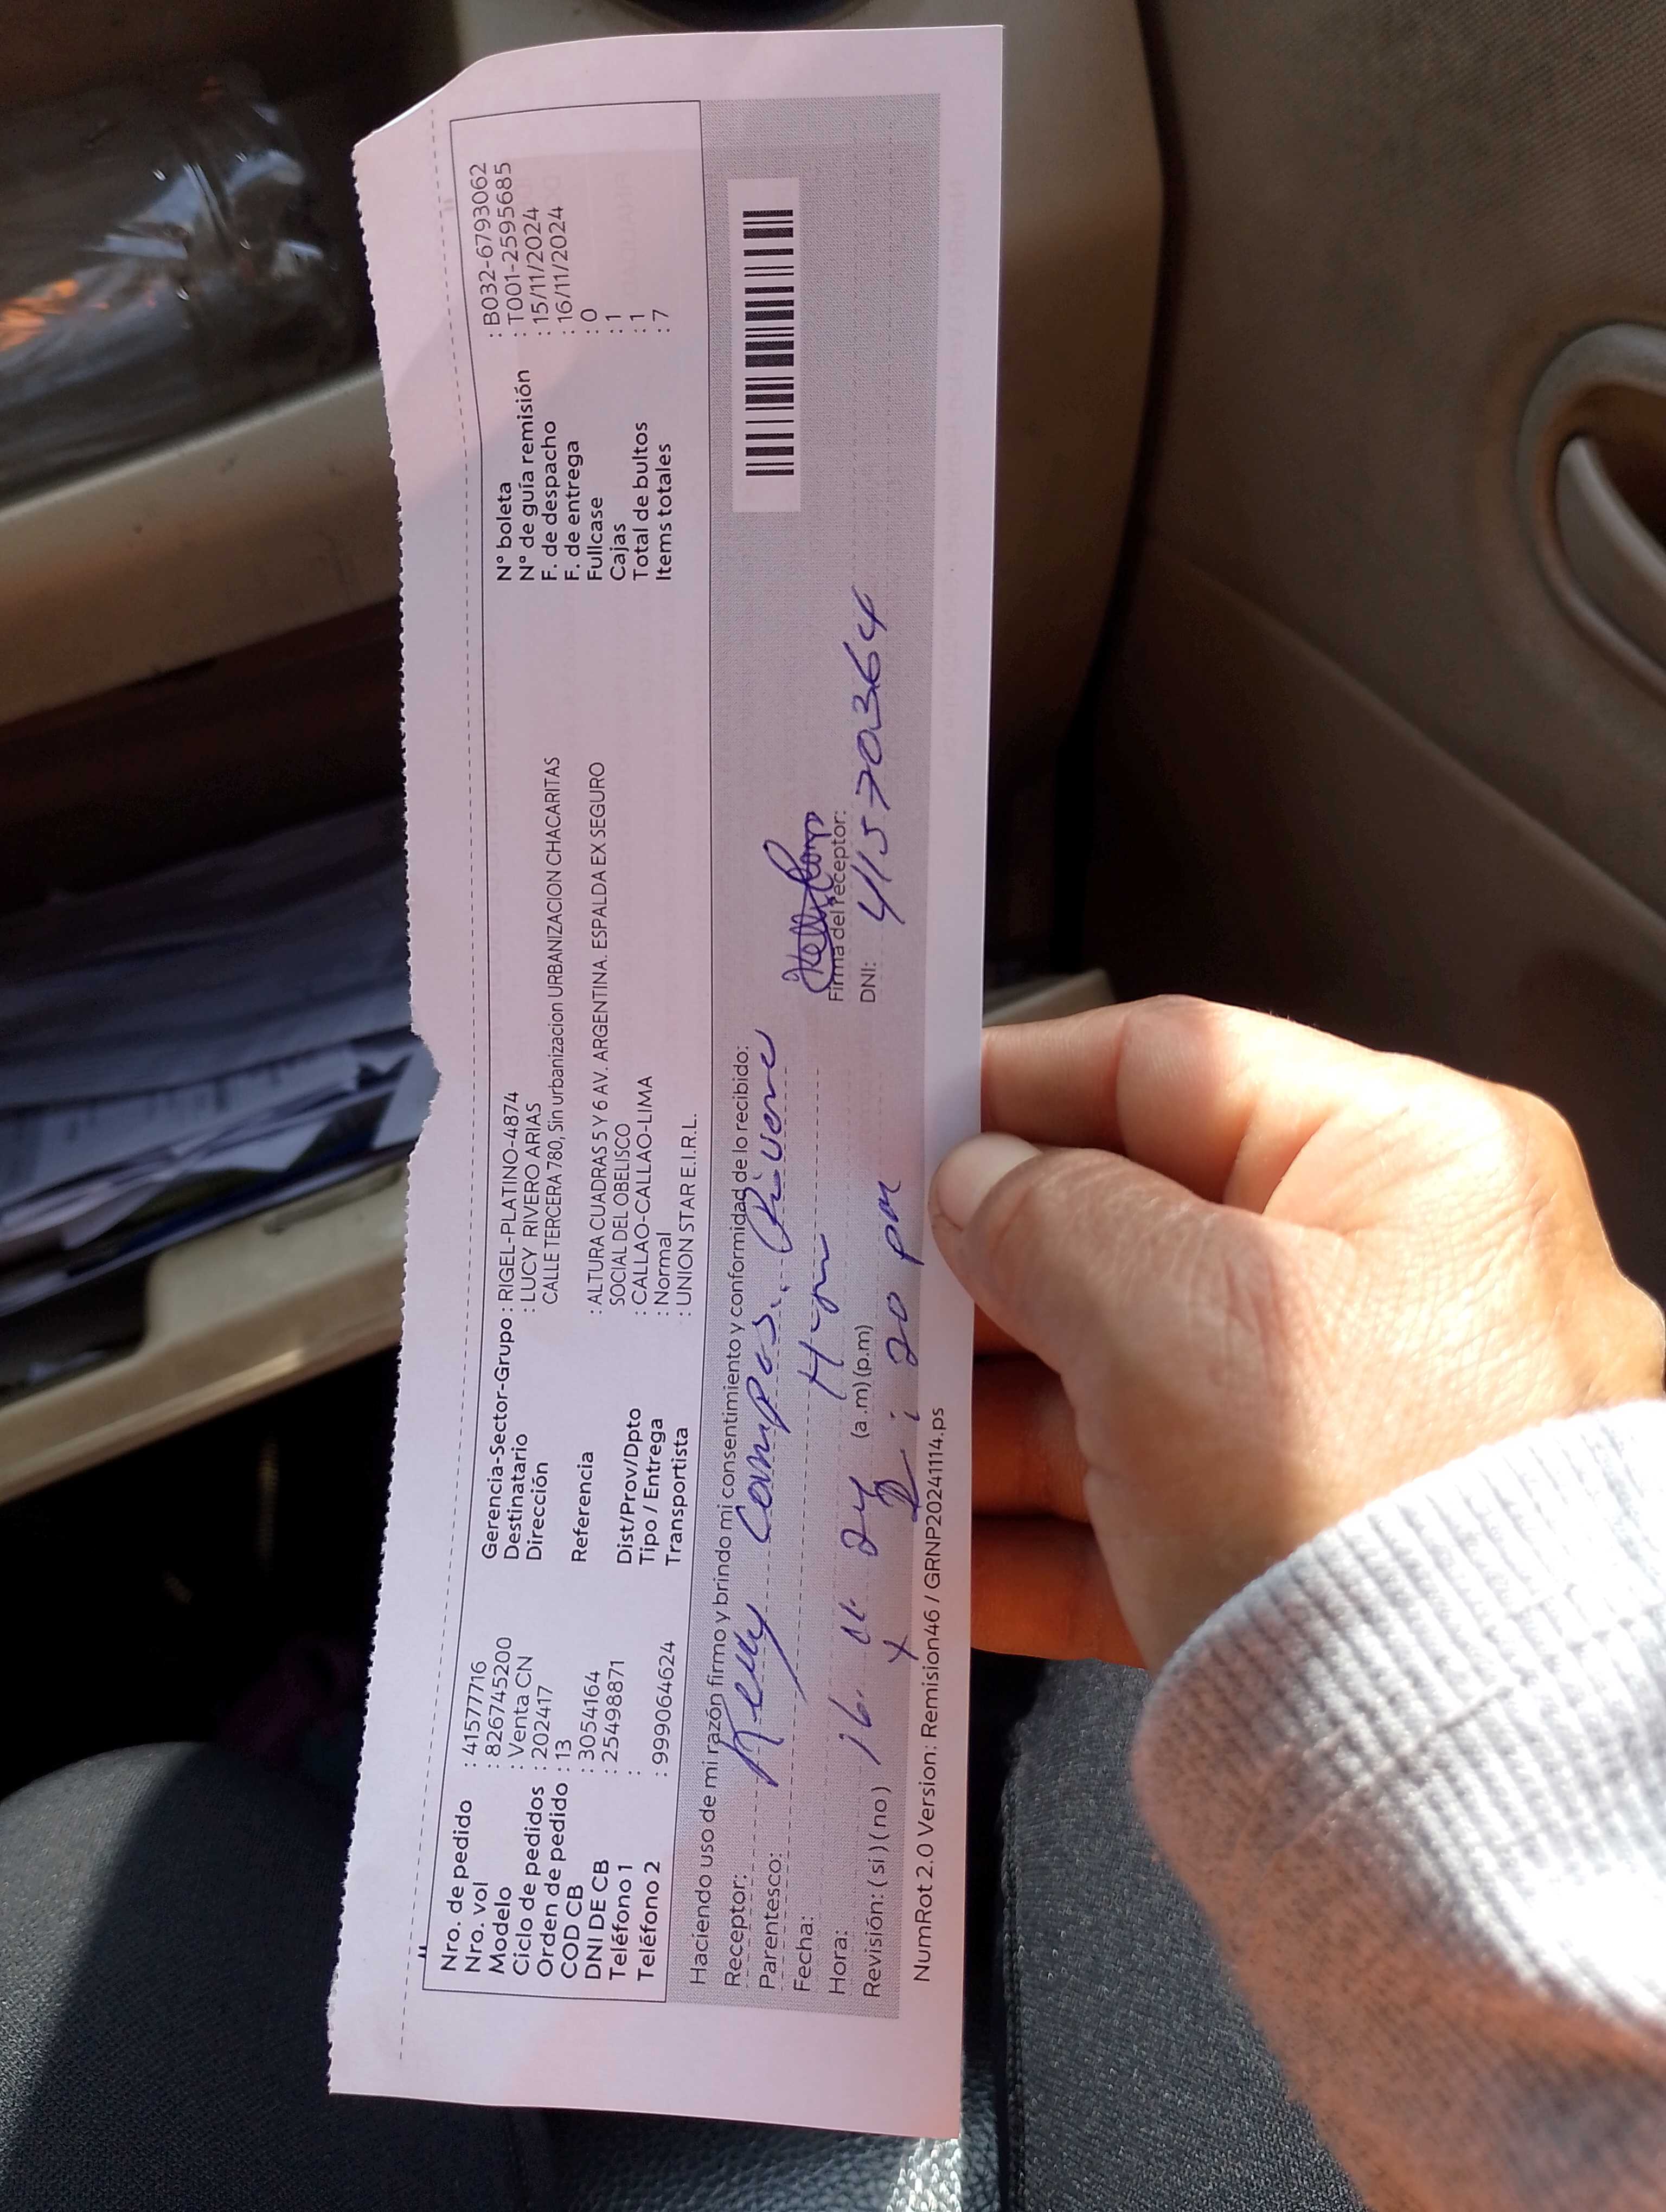 Nro. de pedido : 41577716
Nro. vol : 826745200
Modelo : Venta CN
Ciclo de pedidos : 202417
Orden de pedido : 13
COD CB : 3054164
DNI DE CB : 25498871
Teléfono 1 :
Teléfono 2 : 999064624
Gerencia-Sector-Grupo : RIGEL-PLATINO-4874
Destinatario : LUCY RIVERO ARIAS
Dirección CALLE TERCERA 780, Sin urbanizacion URBANIZACION CHACARITAS
Referencia : ALTURA CUADRAS 5 Y 6 AV. ARGENTINA. ESPALDA EX SEGURO
SOCIAL DEL OBELISCO
Dist/Prov/Dpto : CALLAO-CALLAO-LIMA
Tipo / Entrega : Normal
Transportista : UNION STAR E.I.R.L.
N° boleta : B032-6793062
N° de guía remisión : T001-2595685
F. de despacho : 15/11/2024
F. de entrega : 16/11/2024
Fullcase : 0
Cajas : 1
Total de bultos : 1
Items totales : 7
Haciendo uso de mi razón firmo y brindo mi consentimiento y conformidad de lo recibido:
Receptor: Kelly Campos
Parentesco:
Fecha: 16 11 24
Hora: (a.m) (p.m) : 20 pm
Revisión: ( si ) ( no )
Firma del receptor:
DNI: 41570364
NumRot 2.0 Version: Remision46 / GRNP20241114.ps